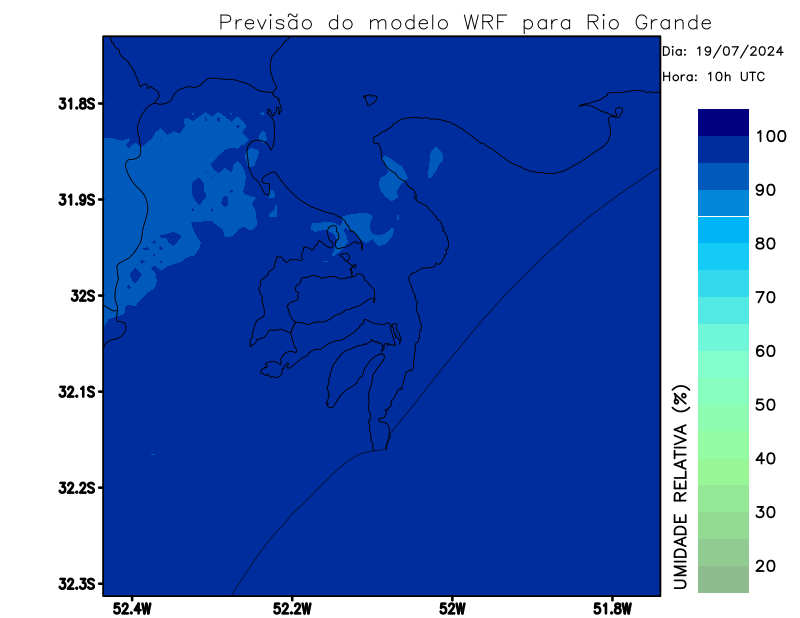 Previsão do modelo WRF para Rio Grande
Dia: 19/07/2024
Hora: 10h UTC
31.8S
31.9S
32S
32.1S
32.2S
32.3S
52.4W
52.2W
52W
51.8W
UMIDADE RELATIVA (%)
100
90
80
70
60
50
40
30
20